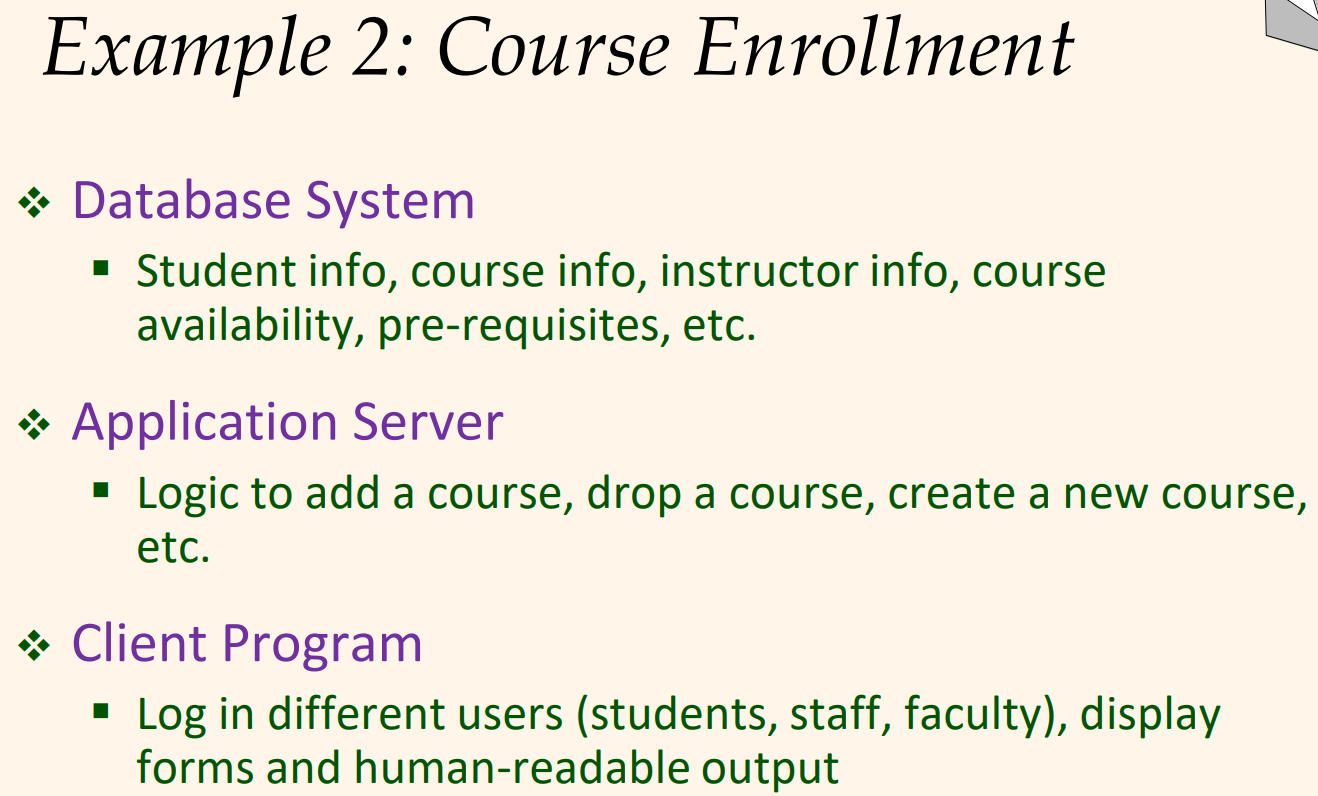 Example 2: Course Enrollment
❖ Database System
▪ Student info, course info, instructor info, course
availability, pre-requisites, etc.
❖ Application Server
▪ Logic to add a course, drop a course, create a new course,
etc.
❖ Client Program
▪ Log in different users (students, staff, faculty), display
forms and human-readable output